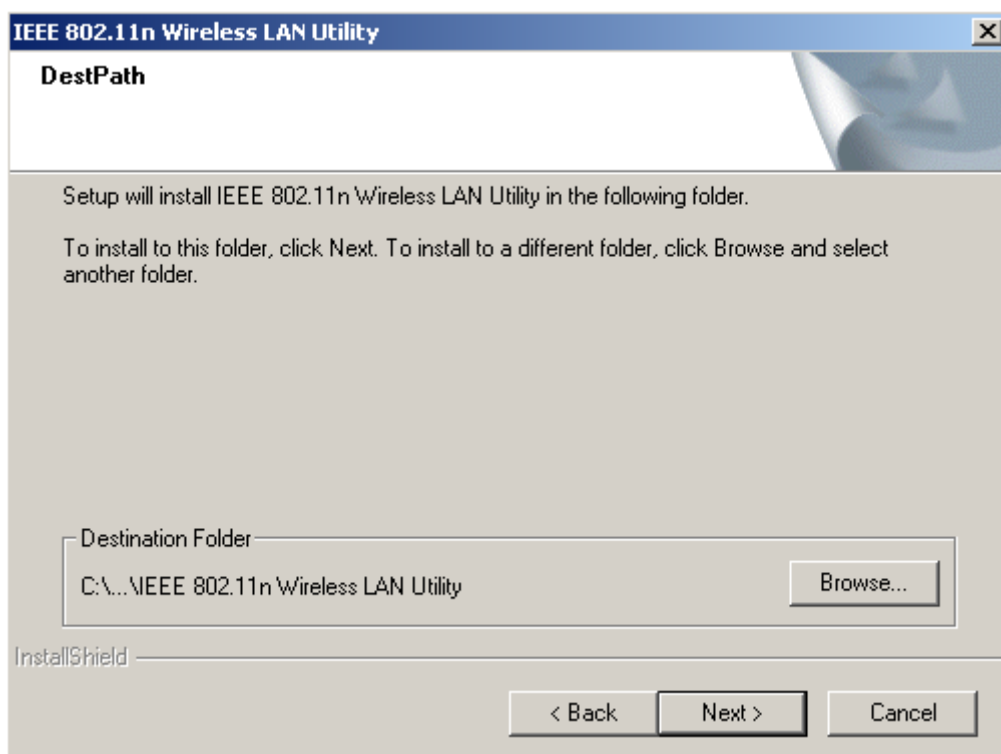 IEEE 802.11n Wireless LAN Utility
DestPath
Setup will install IEEE 802.11n Wireless LAN Utility in the following folder.
To install to this folder, click Next. To install to a different folder, click Browse and select
another folder.
Destination Folder
C:\...\IEEE 802.11n Wireless LAN Utility
Browse...
InstallShield
< Back
Next >
Cancel